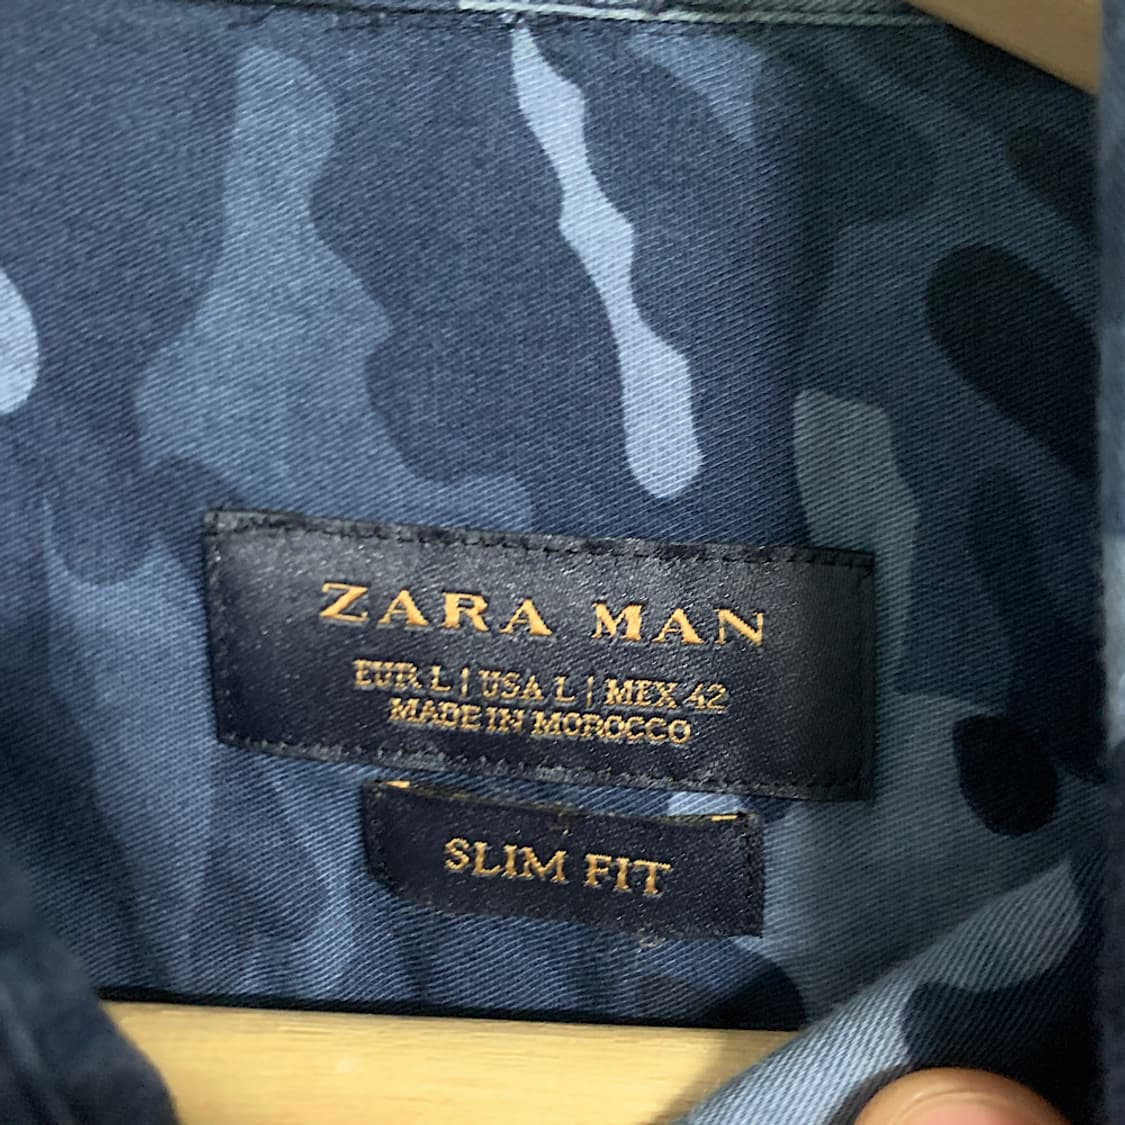 ZARA MAN
EUR L | USA L | MEX 42
MADE IN MOROCCO
SLIM FIT